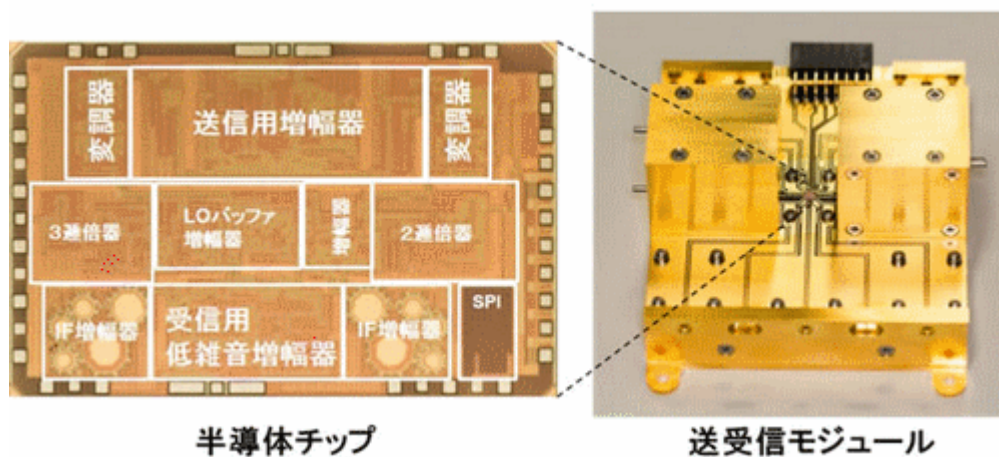 変調器
送信用増幅器
変調器
3逓倍器
LOバッファ
増幅器
増幅器
2逓倍器
IF増幅器
受信用
低雑音増幅器
IF増幅器
SPI
半導体チップ
送受信モジュール